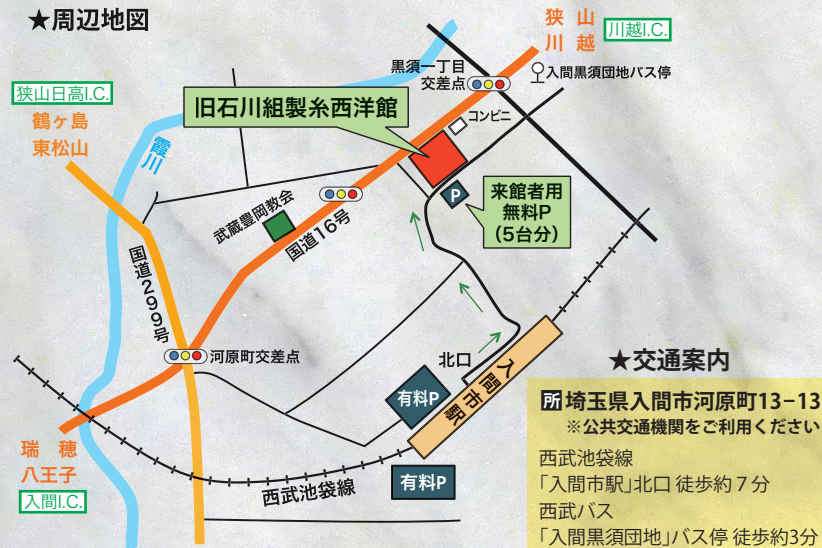 ★周辺地図
狭山
川越
川越I.C.
黒須一丁目
交差点
入間黒須団地バス停
狭山日高I.C.
鶴ヶ島
東松山
旧石川組製糸西洋館
コンビニ
霞川
P
来館者用
無料P
(5台分)
武蔵豊岡教会
国道16号
国道299号
河原町交差点
北口
入間市駅
有料P
瑞穂
八王子
入間I.C.
西武池袋線
有料P
★交通案内
所 埼玉県入間市河原町13−13
※公共交通機関をご利用ください
西武池袋線
「入間市駅」北口 徒歩約7分
西武バス
「入間黒須団地」バス停 徒歩約3分